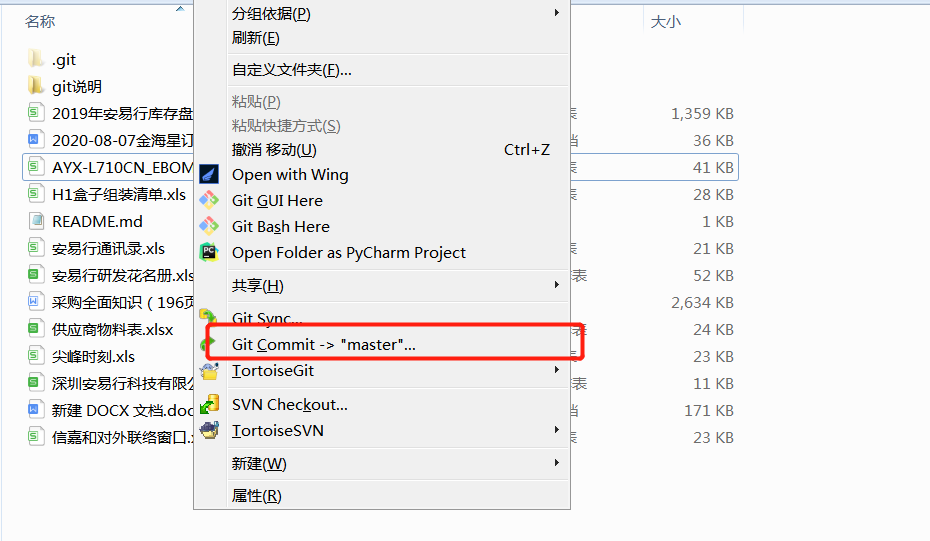 名称
大小
.git
git说明
2019年安易行库存盘
1,359 KB
2020-08-07金海星订
36 KB
AYX-L710CN_EBOM
41 KB
H1盒子组装清单.xls
28 KB
README.md
1 KB
安易行通讯录.xls
21 KB
安易行研发花名册.xls
表
52 KB
采购全面知识（196页
2,634 KB
供应商物料表.xlsx
24 KB
尖峰时刻.xls
23 KB
深圳安易行科技有限公
表
11 KB
新建 DOCX 文档.doc
171 KB
信嘉和对外联络窗口.x
23 KB
分组依据(P)
刷新(E)
自定义文件夹(F)...
粘贴(P)
粘贴快捷方式(S)
撤消 移动(U)
Ctrl+Z
Open with Wing
Git GUI Here
Git Bash Here
PC
Open Folder as PyCharm Project
共享(H)
Git Sync...
Git Commit -> "master"...
TortoiseGit
SVN Checkout...
TortoiseSVN
新建(W)
属性(R)